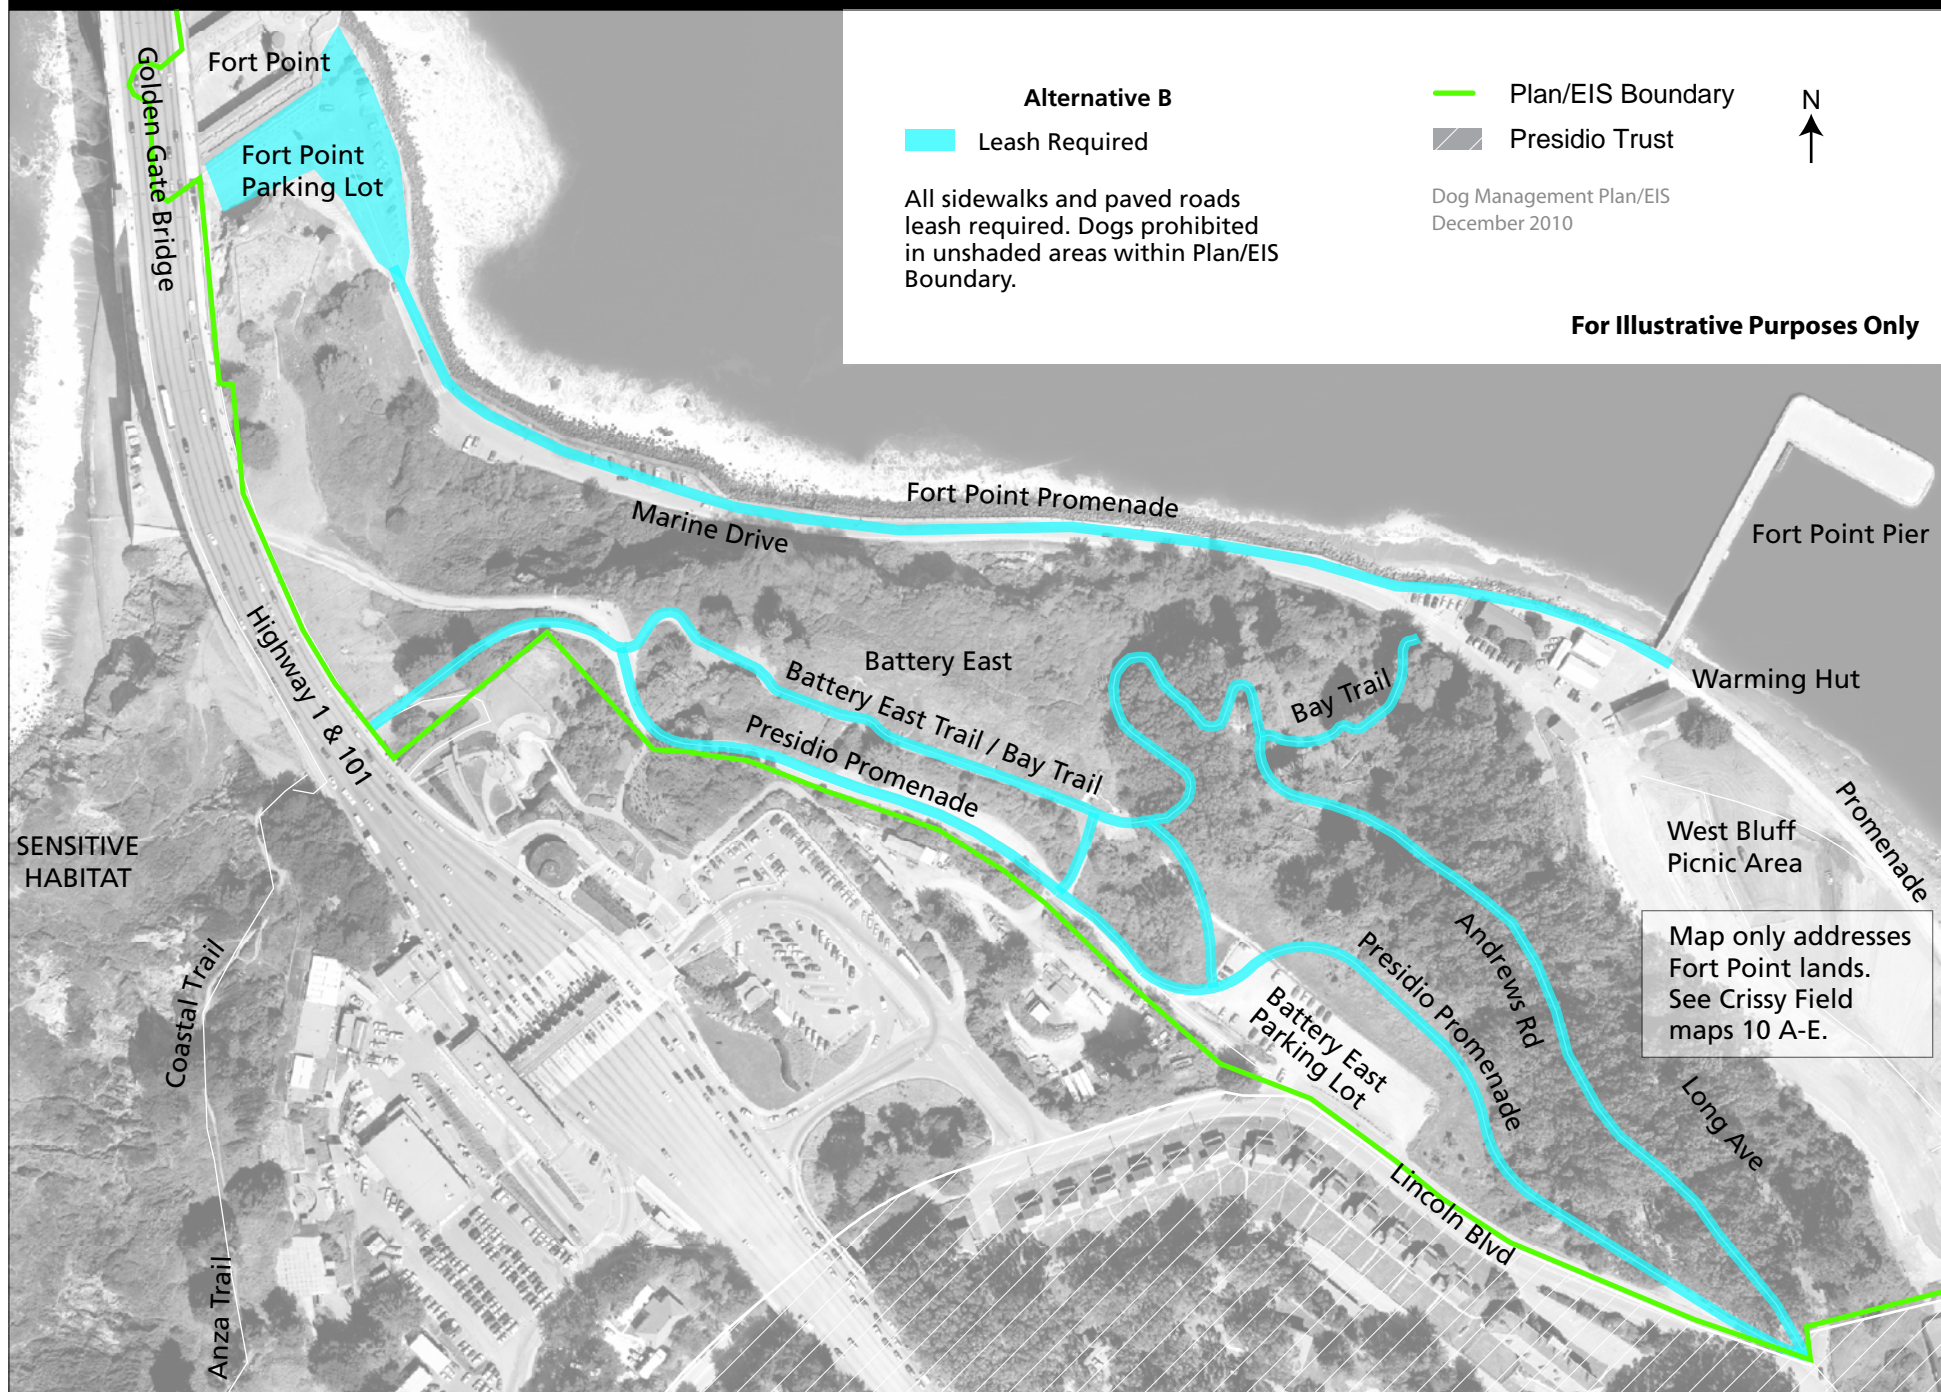 Alternative B
Leash Required
All sidewalks and paved roads
leash required. Dogs prohibited
in unshaded areas within Plan/EIS
Boundary.
Plan/EIS Boundary
Presidio Trust
N
Dog Management Plan/EIS
December 2010
For Illustrative Purposes Only
Golden Gate Bridge
Fort Point
Fort Point
Parking Lot
Fort Point Promenade
Marine Drive
Fort Point Pier
Highway 1 & 101
Battery East
Battery East Trail / Bay Trail
Bay Trail
Warming Hut
Presidio Promenade
Promenade
West Bluff
Picnic Area
SENSITIVE
HABITAT
Map only addresses
Fort Point lands.
See Crissy Field
maps 10 A-E.
Coastal Trail
Andrews Rd
Presidio Promenade
Battery East
Parking Lot
Long Ave
Lincoln Blvd
Anza Trail